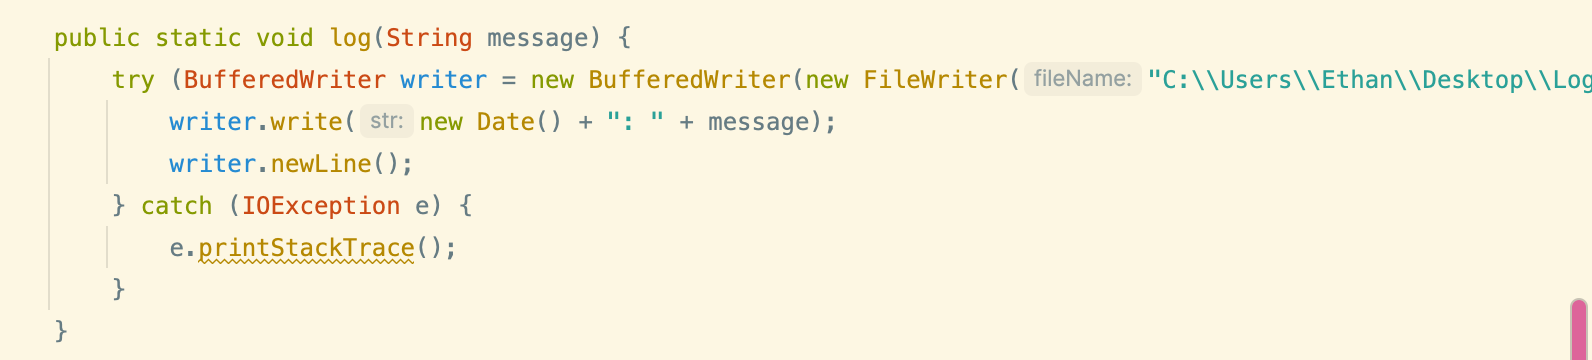 public static void log(String message) {
try (BufferedWriter writer = new BufferedWriter(new FileWriter( fileName: "C:\\Users\\Ethan\\Desktop\\Log
writer.write( str: new Date() + ": " + message);
writer.newLine();
} catch (IOException e) {
e.printStackTrace();
}
}